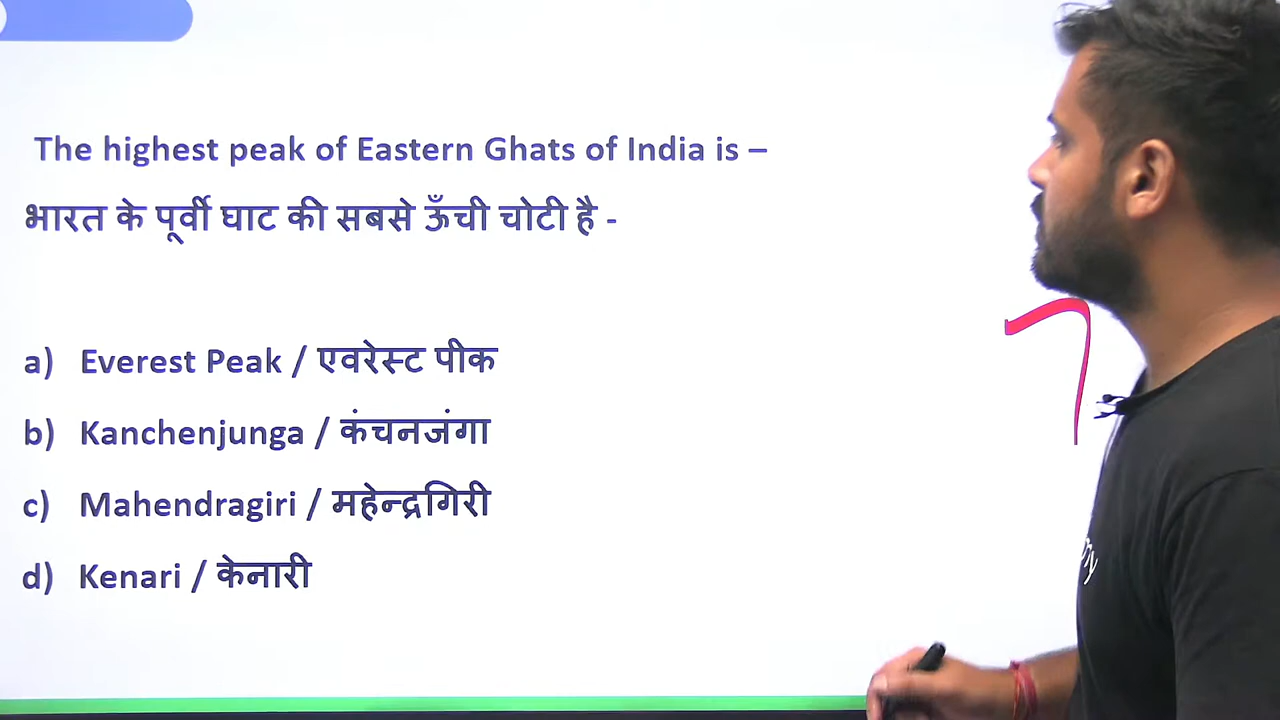 The highest peak of Eastern Ghats of India is –
भारत के पूर्वी घाट की सबसे ऊँची चोटी है -
a) Everest Peak / एवरेस्ट पीक
b) Kanchenjunga / कंचनजंगा
c) Mahendragiri / महेन्द्रगिरी
d) Kenari / केनारी